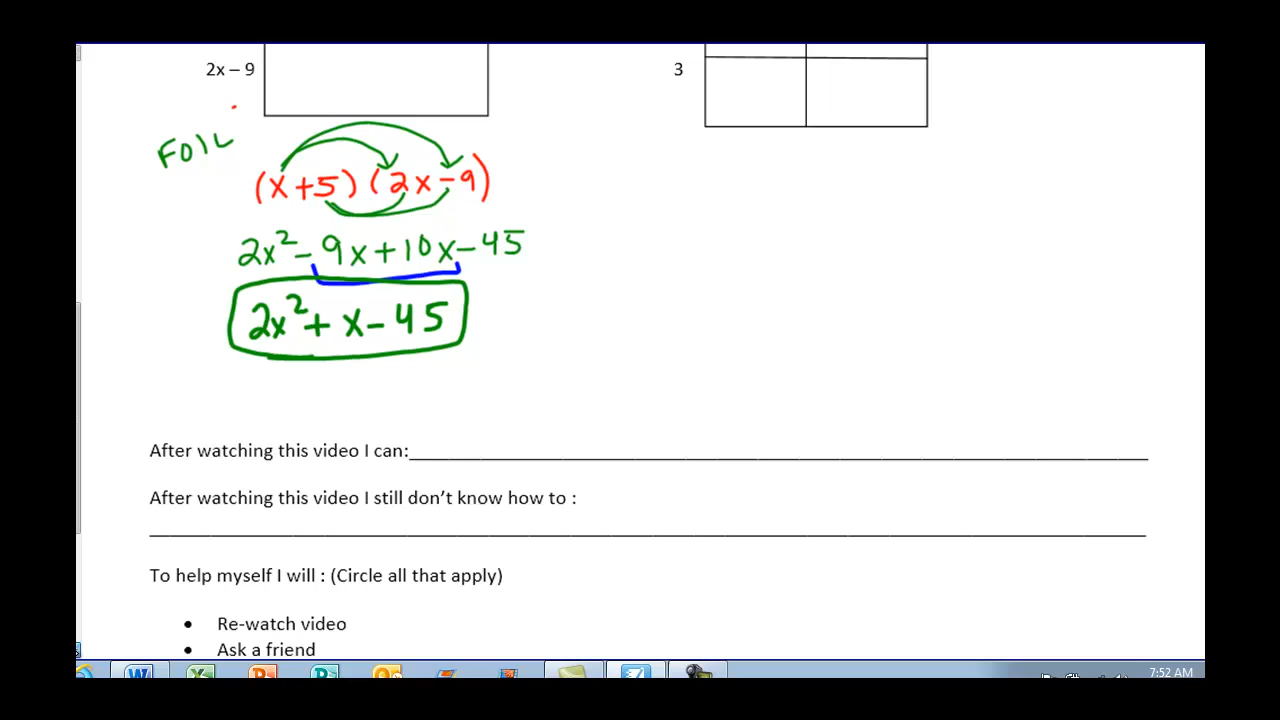 2x – 9
3
FOIL
(x+5)(2x-9)
2x² - 9x + 10x - 45
2x² + x - 45
After watching this video I can:
After watching this video I still don't know how to :
To help myself I will : (Circle all that apply)
• Re-watch video
• Ask a friend
7:52 AM